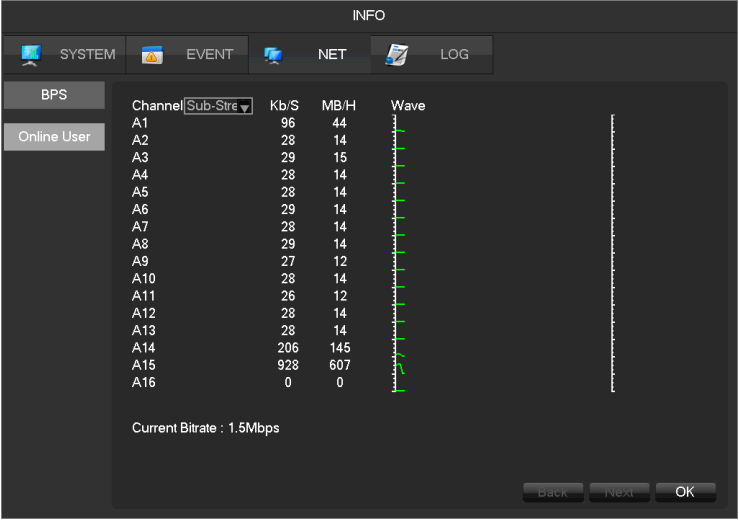 INFO
SYSTEM EVENT NET LOG
BPS
Online User
Channel Sub-Stre Kb/S MB/H Wave
A1 96 44
A2 28 14
A3 29 15
A4 28 14
A5 28 14
A6 29 14
A7 28 14
A8 29 14
A9 27 12
A10 28 14
A11 26 12
A12 28 14
A13 28 14
A14 206 145
A15 928 607
A16 0 0
Current Bitrate : 1.5Mbps
Back Next OK